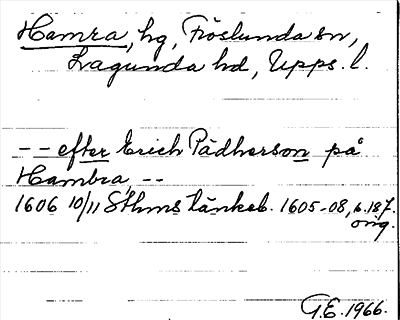 Hamra, hg, Fröslunda sn,
Lagunda hd, Upps. l.
-- efter Erich Pädherson på
Hambra --
1606 10/11 Sthms tänkeb. 1605-08, s. 187.
orig.
G.E. 1966.